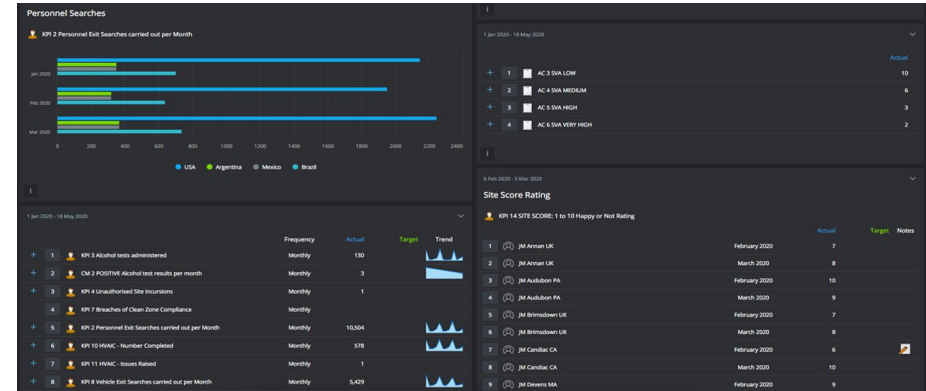 Personnel Searches
KPI 2 Personnel Exit Searches carried out per Month
Jan 2020
Feb 2020
Mar 2020
0 200 400 600 800 1000 1200 1400 1600 1800 2000 2200 2400
USA Argentina Mexico Brazil
i
1 Jan 2020 - 18 May 2020
Frequency Actual Target Trend
+ 1 KPI 3 Alcohol tests administered Monthly 130
+ 2 CM 2 POSITIVE Alcohol test results per month Monthly 3
+ 3 KPI 4 Unauthorised Site Incursions Monthly 1
4 KPI 7 Breaches of Clean Zone Compliance Monthly
+ 5 KPI 2 Personnel Exit Searches carried out per Month Monthly 10,504
+ 6 KPI 10 HVAIC - Number Completed Monthly 578
+ 7 KPI 11 HVAIC - Issues Raised Monthly 1
+ 8 KPI 8 Vehicle Exit Searches carried out per Month Monthly 5,429
i
1 Jan 2020 - 18 May 2020
Actual
+ 1 AC 3 SVA LOW 10
+ 2 AC 4 SVA MEDIUM 6
+ 3 AC 5 SVA HIGH 3
+ 4 AC 6 SVA VERY HIGH 2
i
6 Feb 2020 - 5 Mar 2020
Site Score Rating
KPI 14 SITE SCORE: 1 to 10 Happy or Not Rating
Actual Target Notes
1 JM Annan UK February 2020 7
2 JM Annan UK March 2020 8
3 JM Audubon PA February 2020 10
4 JM Audubon PA March 2020 9
5 JM Brimsdown UK February 2020 7
6 JM Brimsdown UK March 2020 8
7 JM Candiac CA February 2020 6
8 JM Candiac CA March 2020 10
9 JM Devens MA February 2020 9